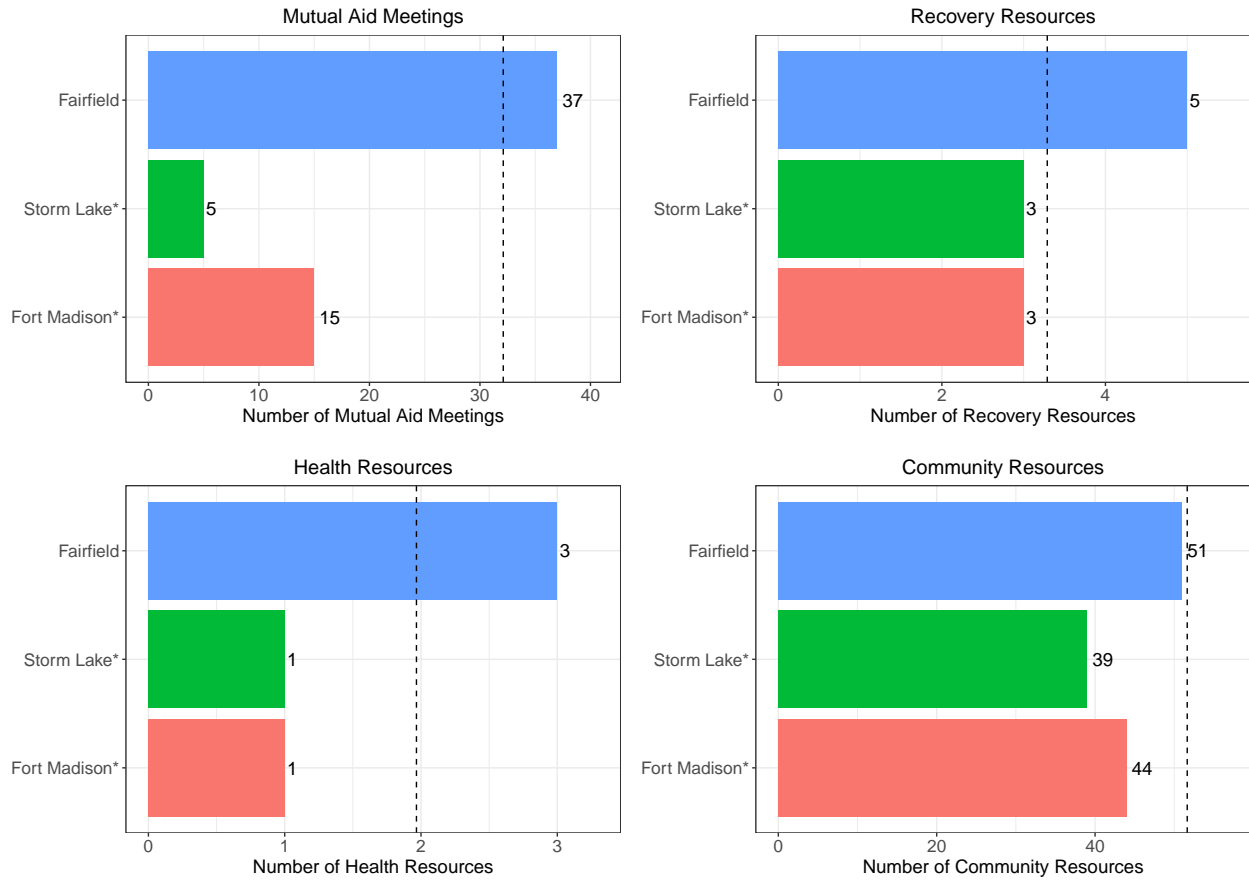 Mutual Aid Meetings
Fairfield
37
Storm Lake*
5
Fort Madison*
15
0 10 20 30 40
Number of Mutual Aid Meetings
Recovery Resources
Fairfield
5
Storm Lake*
3
Fort Madison*
3
0 2 4
Number of Recovery Resources
Health Resources
Fairfield
3
Storm Lake*
1
Fort Madison*
1
0 1 2 3
Number of Health Resources
Community Resources
Fairfield
51
Storm Lake*
39
Fort Madison*
44
0 20 40
Number of Community Resources